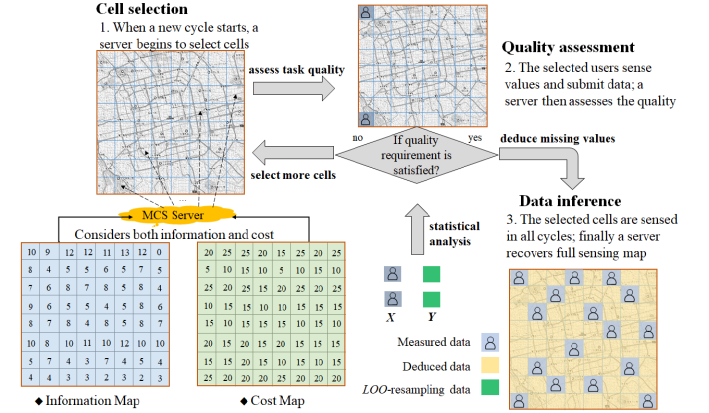 Cell selection
1. When a new cycle starts, a
server begins to select cells
assess task quality
Quality assessment
2. The selected users sense
values and submit data; a
server then assesses the quality
no
yes
If quality
requirement is
satisfied?
deduce missing values
select more cells
...
MCS Server
Considers both information and cost
Data inference
3. The selected cells are sensed
in all cycles; finally a server
recovers full sensing map
statistical
analysis
10 9 12 12 11 13 12 0
8 4 5 5 6 5 7 5
7 6 8 7 8 5 8 4
9 6 5 5 4 5 8 6
8 7 8 4 8 5 8 7
10 8 10 11 10 12 10 10
5 7 4 3 7 4 5 4
4 4 3 3 2 3 2 3
20 25 25 20 15 25 20 25
5 10 15 10 5 10 15 10
25 20 25 15 20 25 20 25
10 15 15 10 10 15 10 15
15 10 15 10 15 10 15 10
20 15 20 15 20 15 20 15
15 15 20 15 10 15 10 15
25 20 20 20 25 20 20 20
X Y
Measured data
Deduced data
LOO-resampling data
◆ Information Map
◆ Cost Map